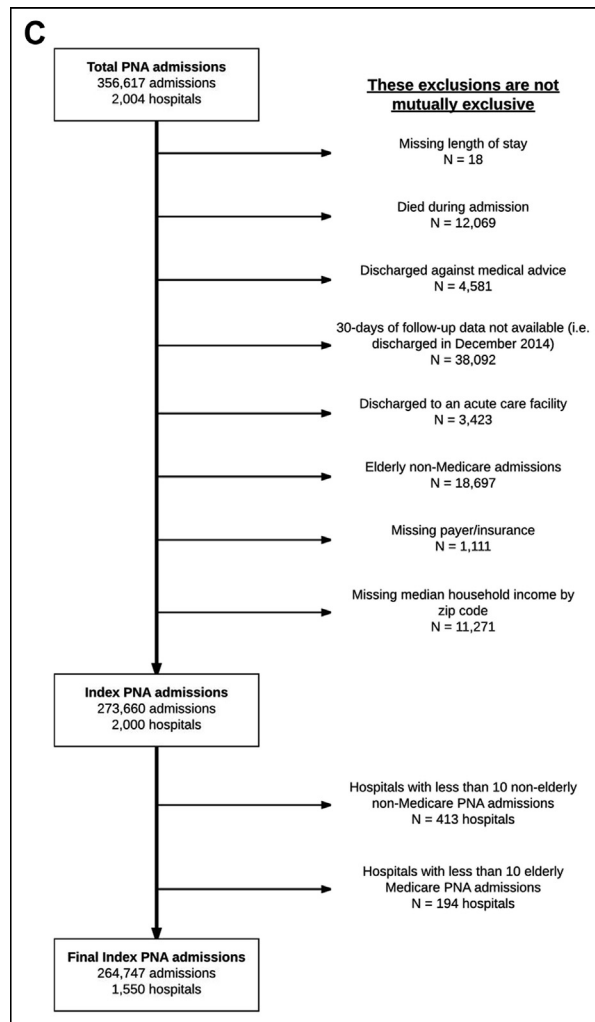 C
Total PNA admissions
356,617 admissions
2,004 hospitals
These exclusions are not
mutually exclusive
Missing length of stay
N = 18
Died during admission
N = 12,069
Discharged against medical advice
N = 4,581
30-days of follow-up data not available (i.e.
discharged in December 2014)
N = 38,092
Discharged to an acute care facility
N = 3,423
Elderly non-Medicare admissions
N = 18,697
Missing payer/insurance
N = 1,111
Missing median household income by
zip code
N = 11,271
Index PNA admissions
273,660 admissions
2,000 hospitals
Hospitals with less than 10 non-elderly
non-Medicare PNA admissions
N = 413 hospitals
Hospitals with less than 10 elderly
Medicare PNA admissions
N = 194 hospitals
Final Index PNA admissions
264,747 admissions
1,550 hospitals